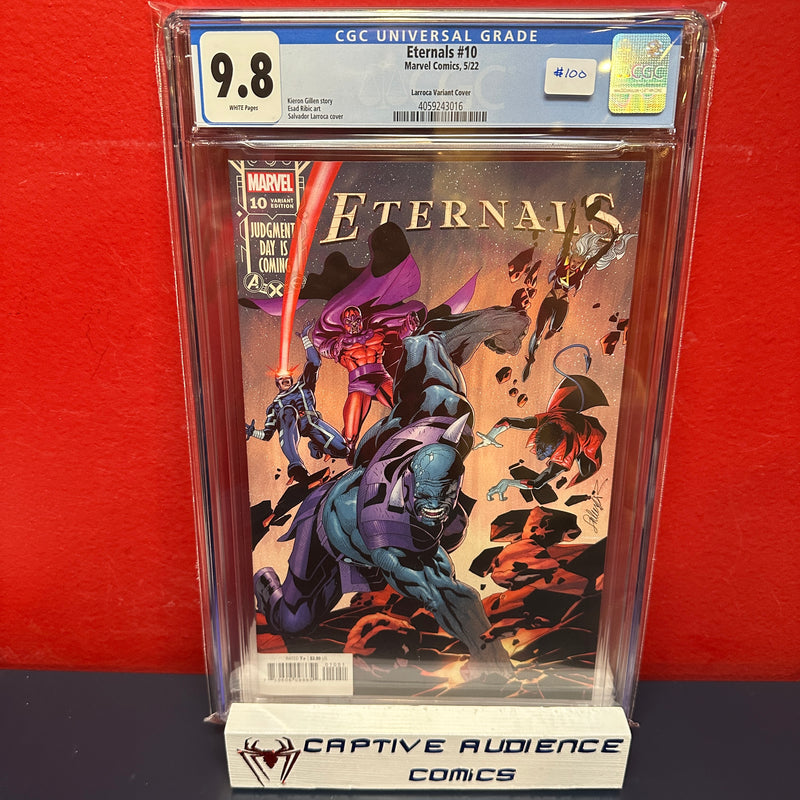 CGC UNIVERSAL GRADE
9.8
WHITE Pages
Eternals #10
Marvel Comics, 5/22
Larroca Variant Cover
4059243016
Kieron Gillen story
Esad Ribic art
Salvador Larroca cover
#100
CGC
MARVEL
10 VARIANT EDITION
JUDGMENT
DAY IS
COMING
A X
ETERNALS
CAPTIVE AUDIENCE
COMICS